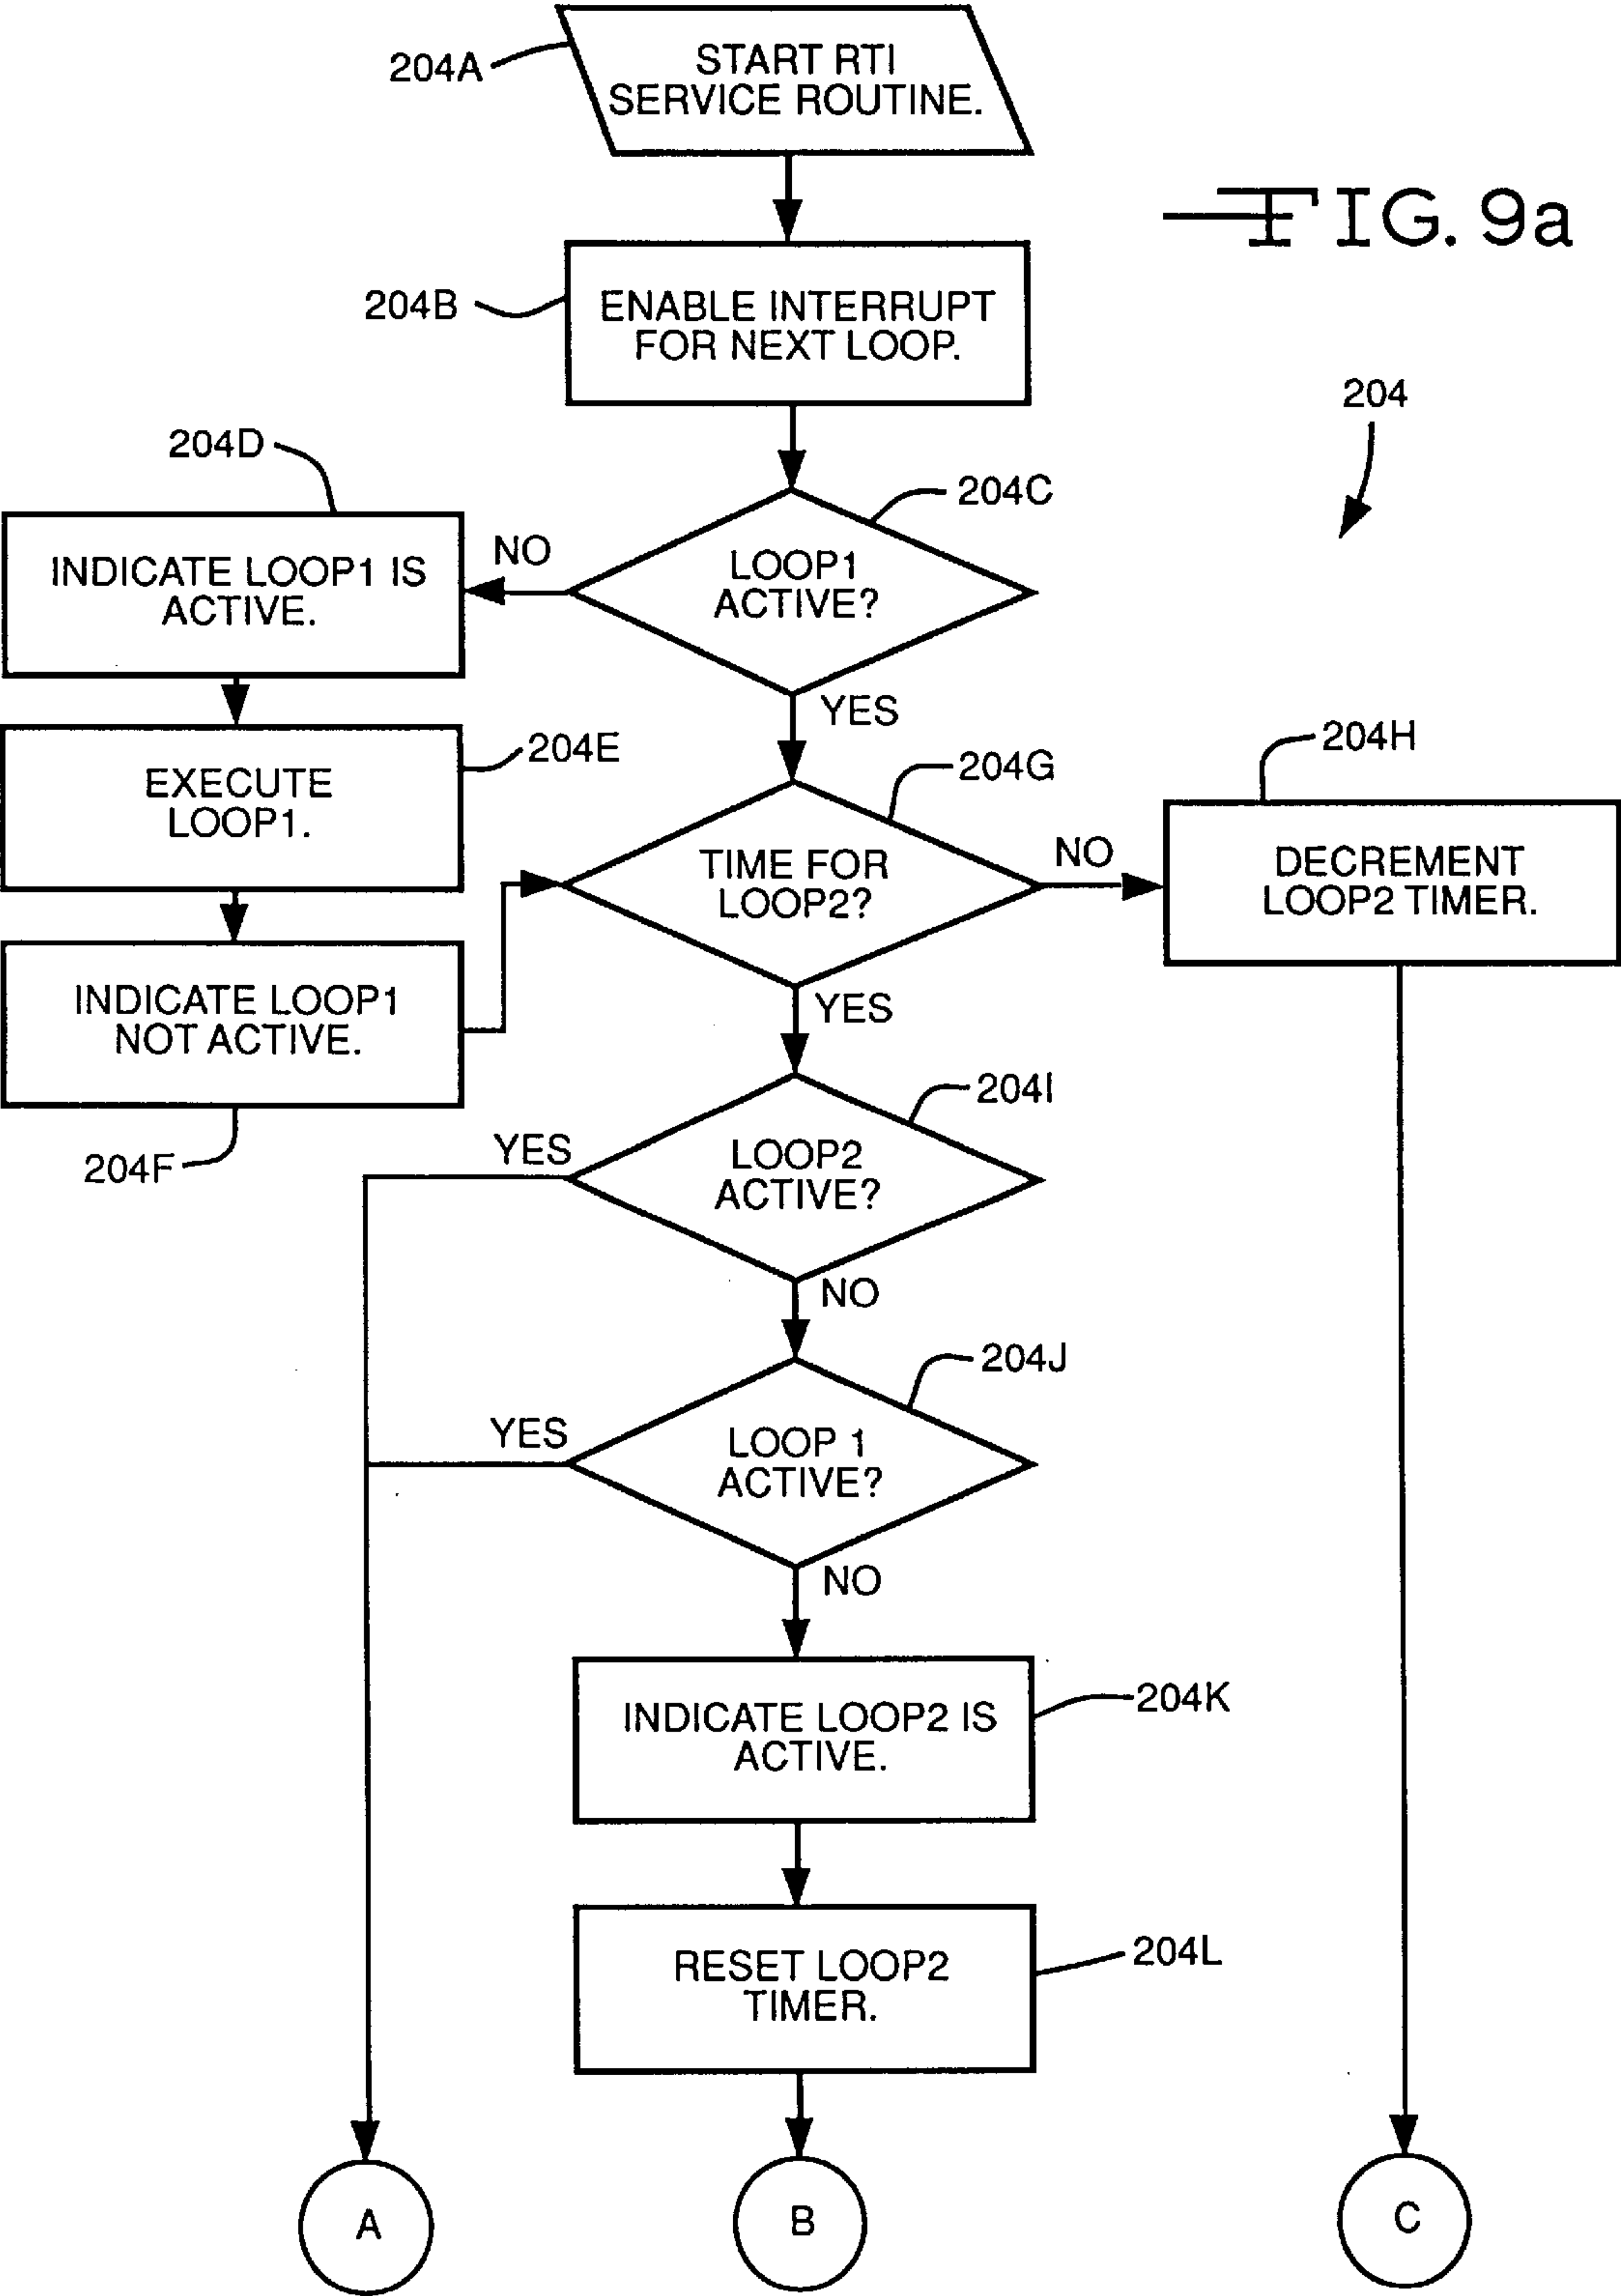 204A
START RTI
SERVICE ROUTINE.
FIG. 9a
204B
ENABLE INTERRUPT
FOR NEXT LOOP.
204
204D
204C
INDICATE LOOP1 IS
ACTIVE.
NO
LOOP1
ACTIVE?
YES
204E
EXECUTE
LOOP1.
204G
204H
TIME FOR
LOOP2?
NO
DECREMENT
LOOP2 TIMER.
INDICATE LOOP1
NOT ACTIVE.
YES
204F
204I
YES
LOOP2
ACTIVE?
NO
204J
YES
LOOP 1
ACTIVE?
NO
204K
INDICATE LOOP2 IS
ACTIVE.
204L
RESET LOOP2
TIMER.
A
B
C